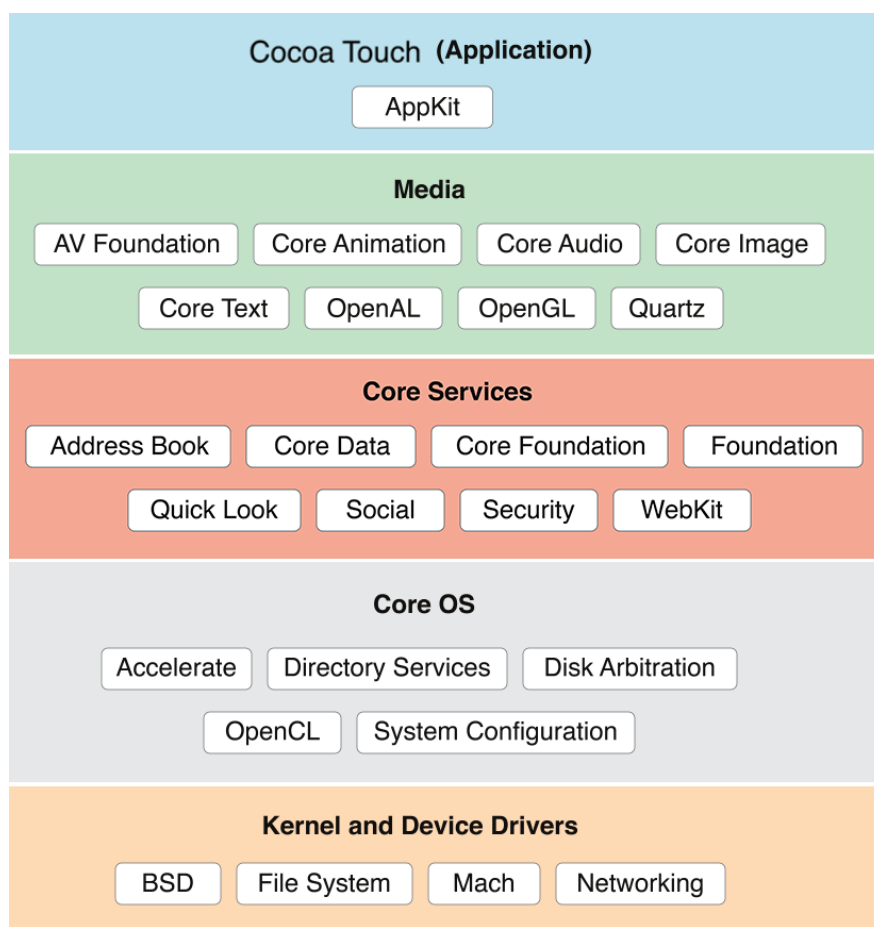 Cocoa Touch (Application)
AppKit
Media
AV Foundation Core Animation Core Audio Core Image
Core Text OpenAL OpenGL Quartz
Core Services
Address Book Core Data Core Foundation Foundation
Quick Look Social Security WebKit
Core OS
Accelerate Directory Services Disk Arbitration
OpenCL System Configuration
Kernel and Device Drivers
BSD File System Mach Networking